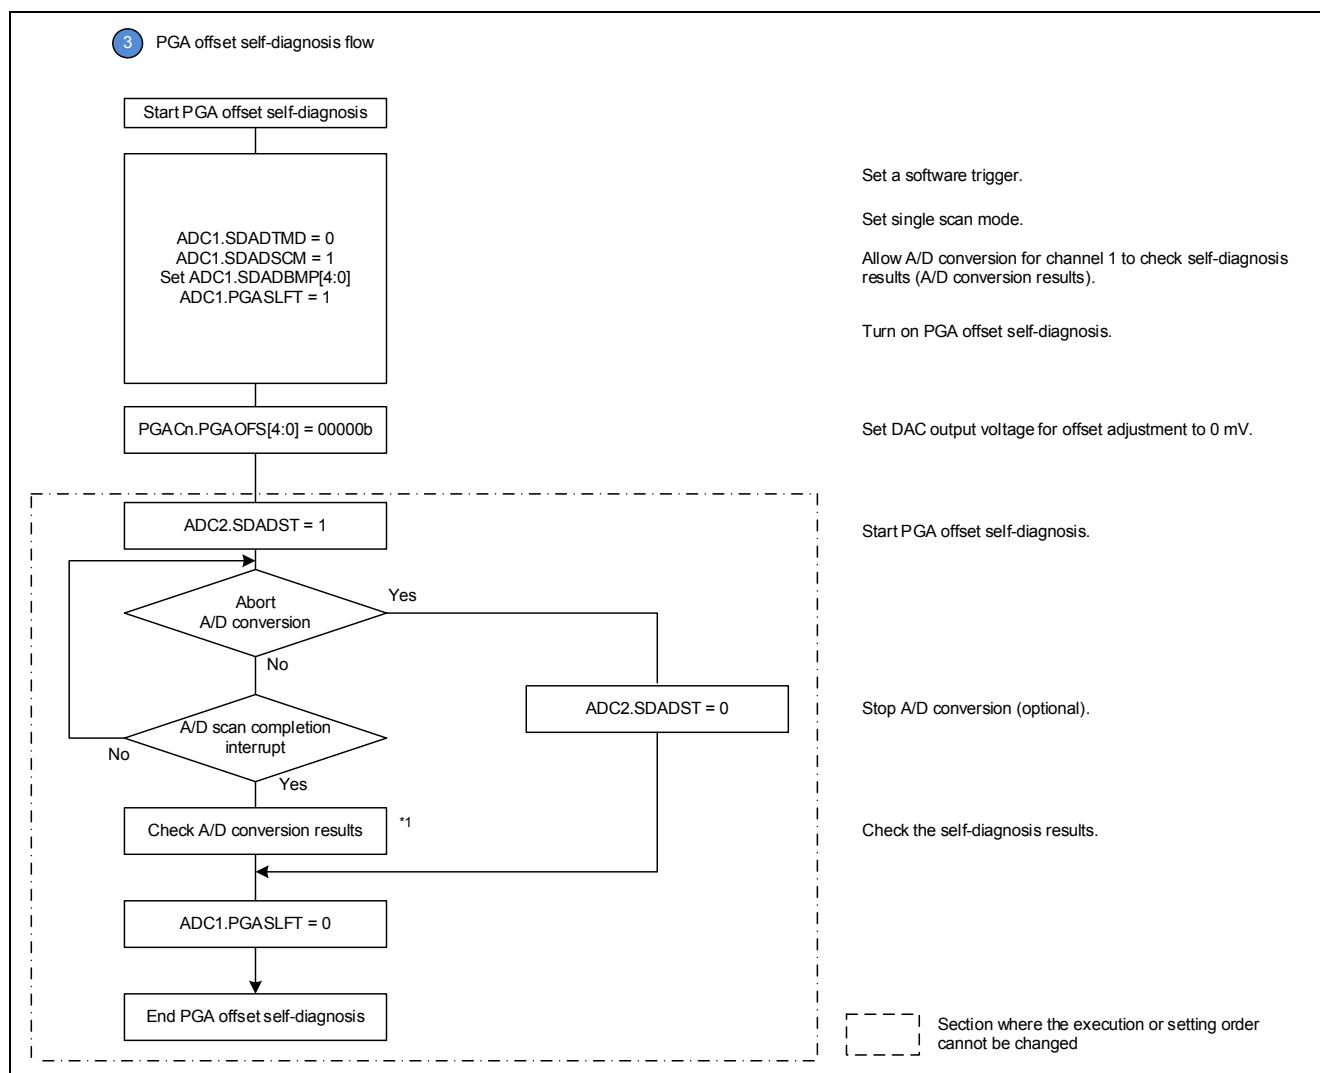 3 PGA offset self-diagnosis flow
Start PGA offset self-diagnosis
ADC1.SDADTMD = 0
ADC1.SDADSCM = 1
Set ADC1.SDADBMP[4:0]
ADC1.PGASLFT = 1
Set a software trigger.
Set single scan mode.
Allow A/D conversion for channel 1 to check self-diagnosis
results (A/D conversion results).
Turn on PGA offset self-diagnosis.
PGACn.PGAOFS[4:0] = 00000b
Set DAC output voltage for offset adjustment to 0 mV.
ADC2.SDADST = 1
Start PGA offset self-diagnosis.
Abort
A/D conversion
Yes
No
ADC2.SDADST = 0
Stop A/D conversion (optional).
A/D scan completion
interrupt
No
Yes
Check A/D conversion results
*1
Check the self-diagnosis results.
ADC1.PGASLFT = 0
End PGA offset self-diagnosis
Section where the execution or setting order
cannot be changed